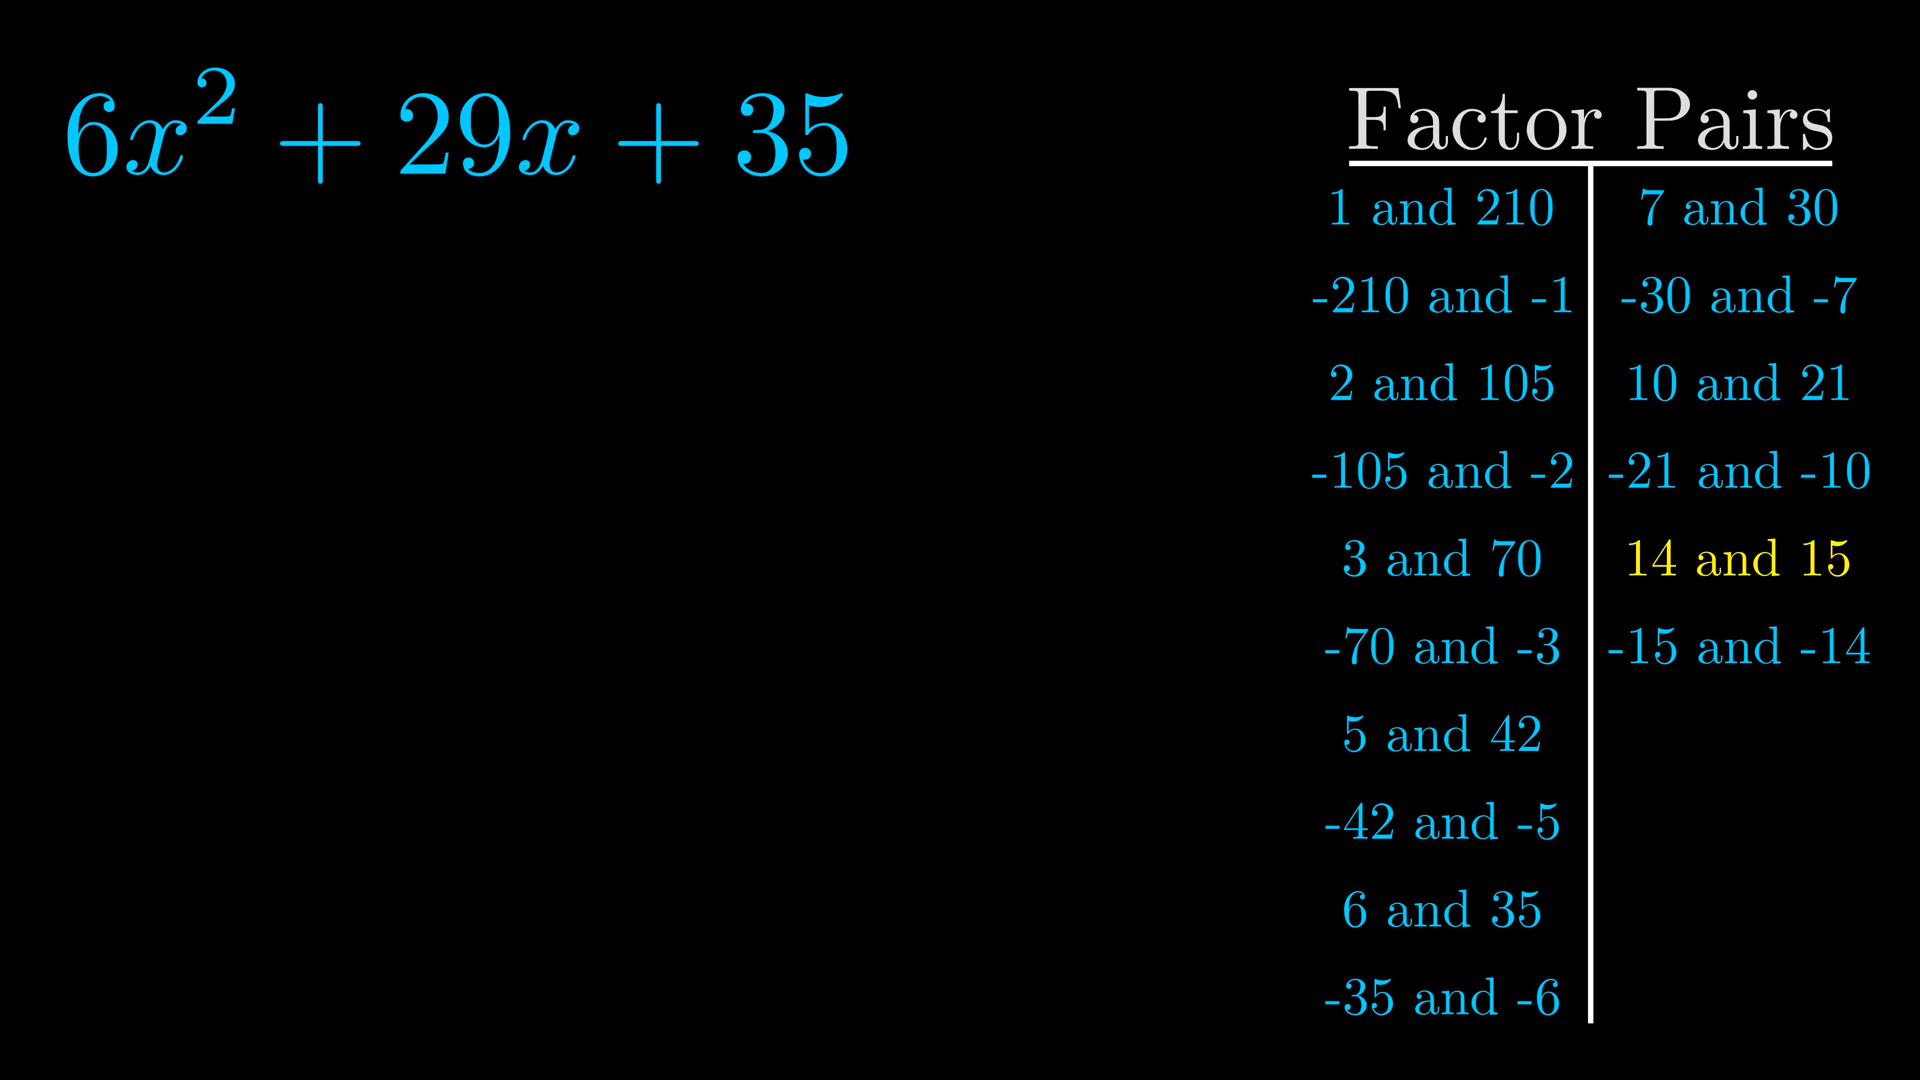 6x² + 29x + 35
Factor Pairs
1 and 210
-210 and -1
2 and 105
-105 and -2
3 and 70
-70 and -3
5 and 42
-42 and -5
6 and 35
-35 and -6
7 and 30
-30 and -7
10 and 21
-21 and -10
14 and 15
-15 and -14